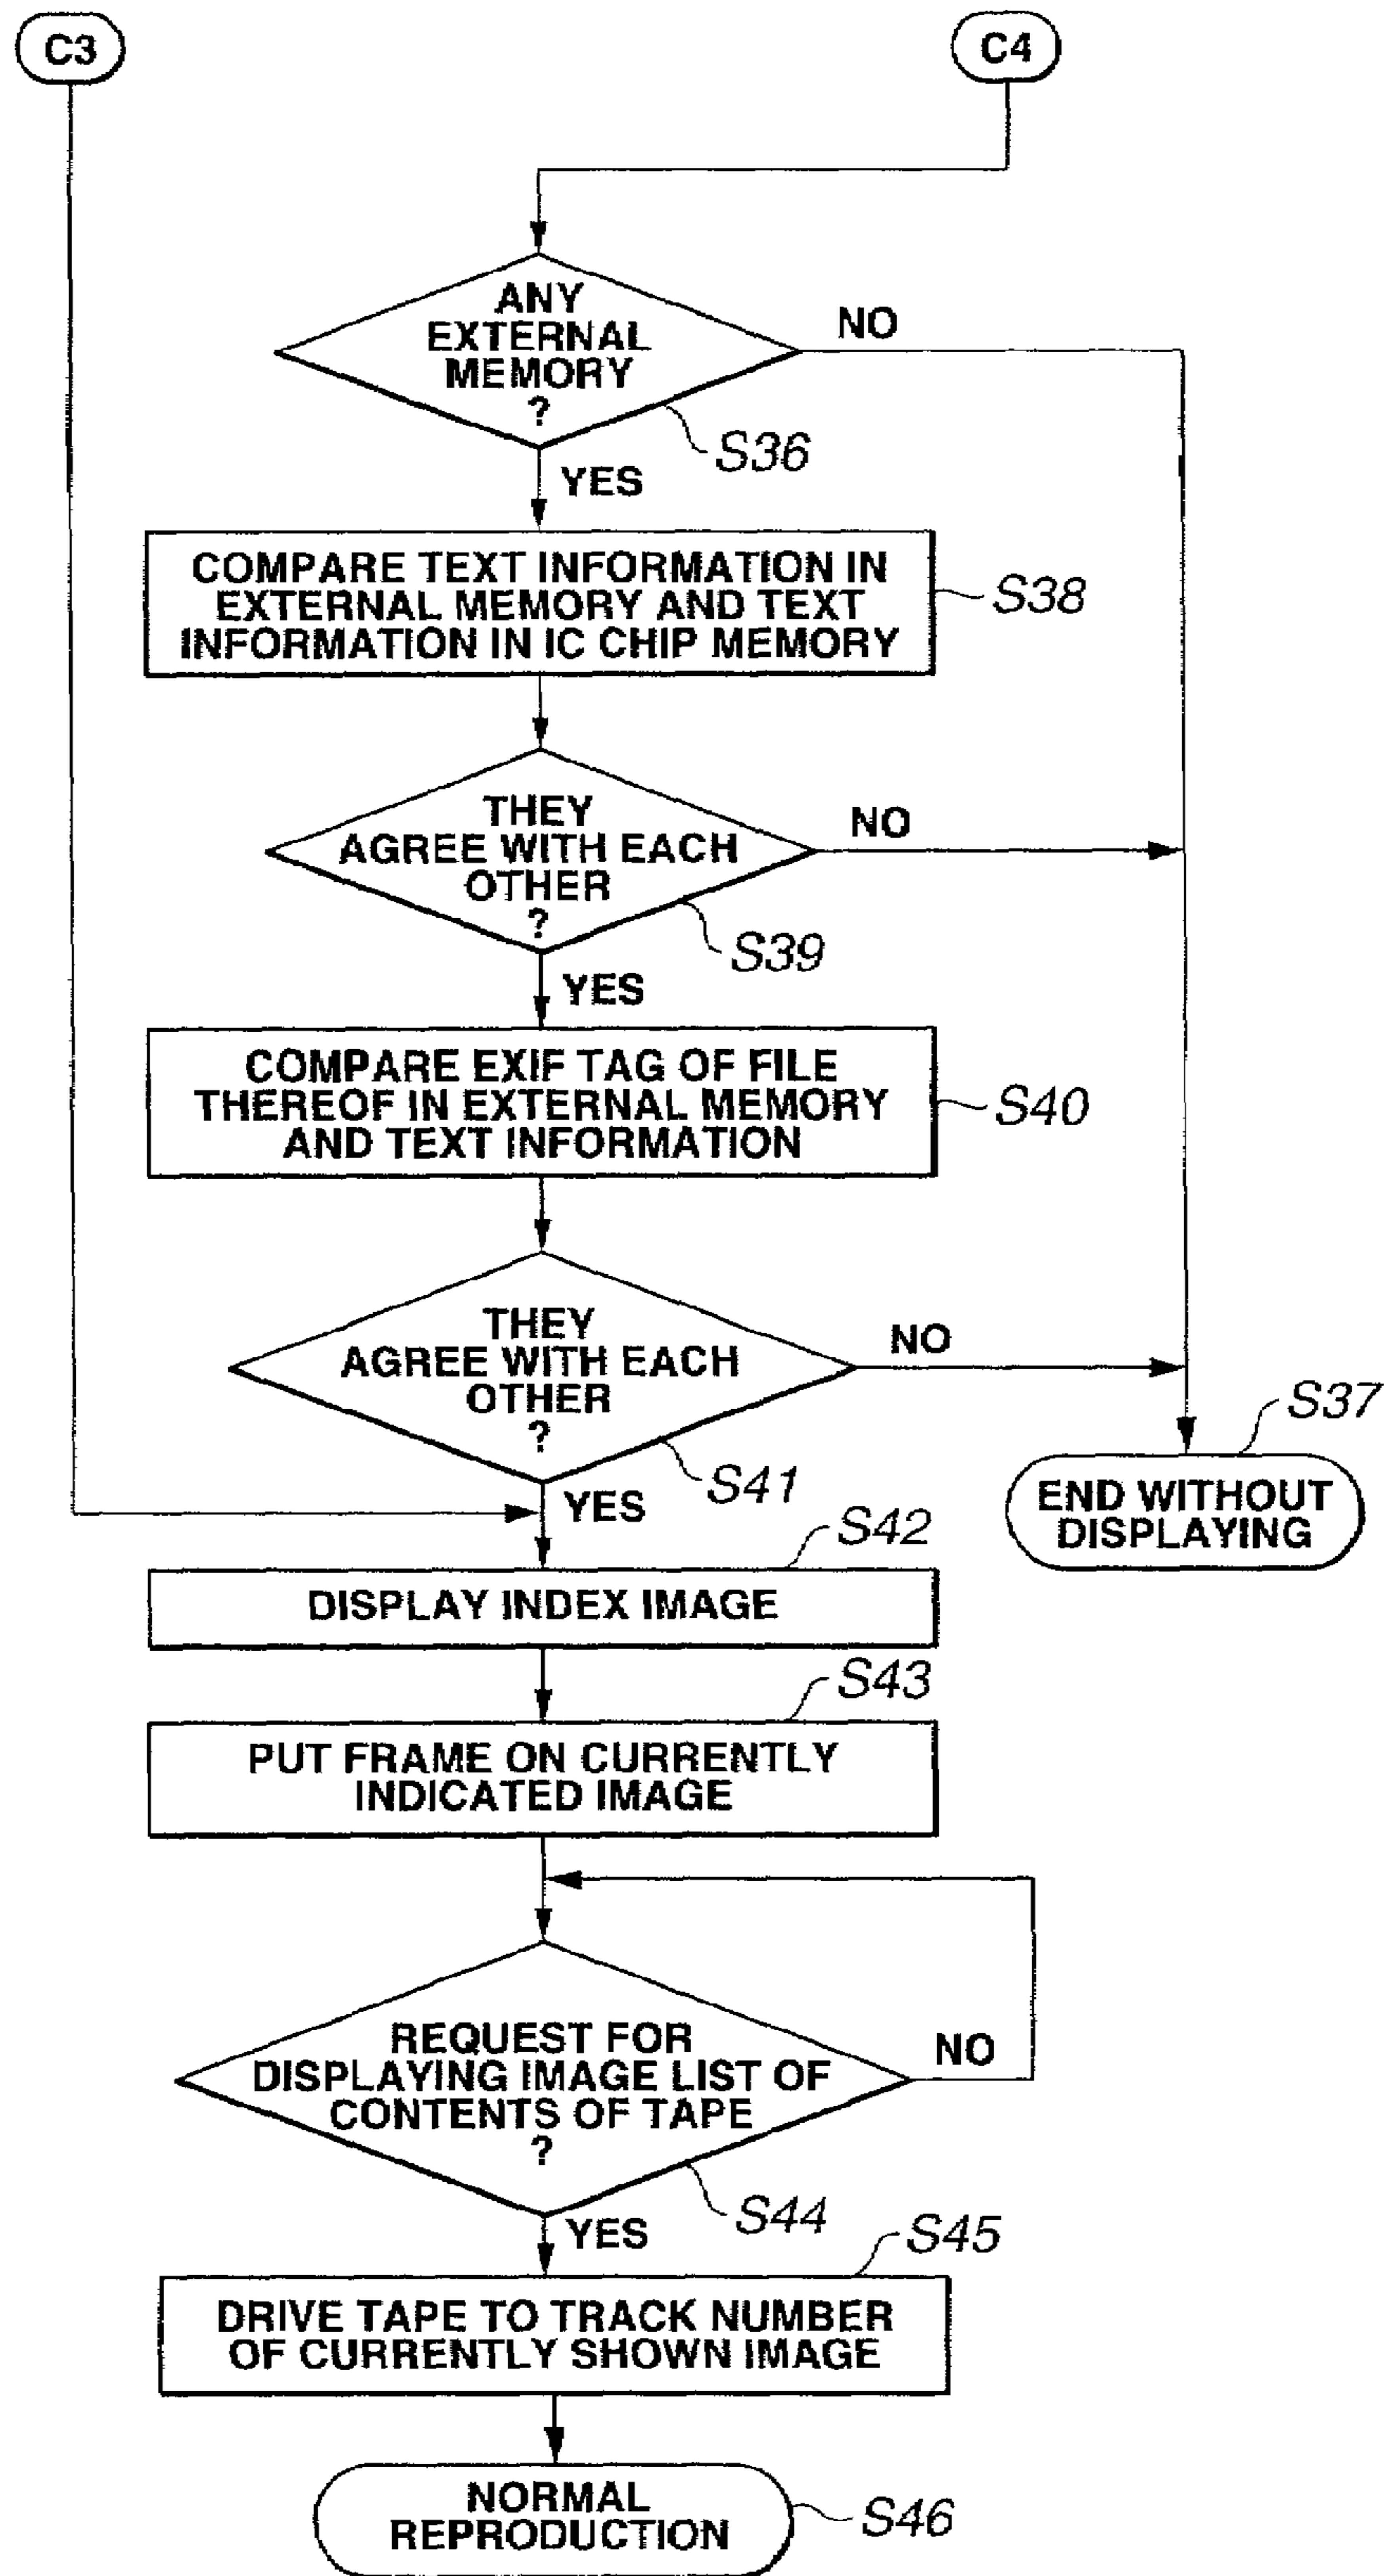 C3
C4
ANY
EXTERNAL
MEMORY
?
NO
S36
YES
COMPARE TEXT INFORMATION IN
EXTERNAL MEMORY AND TEXT
INFORMATION IN IC CHIP MEMORY
S38
THEY
AGREE WITH EACH
OTHER
?
NO
S39
YES
COMPARE EXIF TAG OF FILE
THEREOF IN EXTERNAL MEMORY
AND TEXT INFORMATION
S40
THEY
AGREE WITH EACH
OTHER
?
NO
S41
YES
S37
END WITHOUT
DISPLAYING
S42
DISPLAY INDEX IMAGE
S43
PUT FRAME ON CURRENTLY
INDICATED IMAGE
REQUEST FOR
DISPLAYING IMAGE LIST OF
CONTENTS OF TAPE
?
NO
S44
YES
S45
DRIVE TAPE TO TRACK NUMBER
OF CURRENTLY SHOWN IMAGE
NORMAL
REPRODUCTION
S46